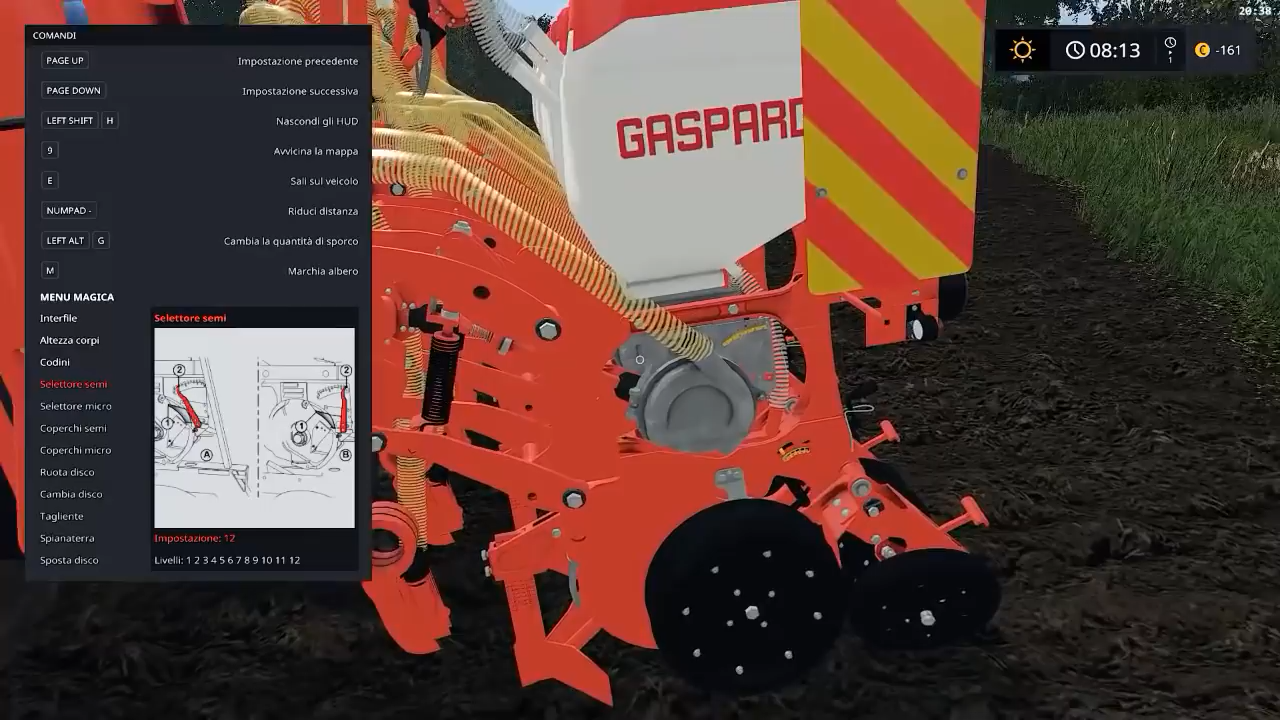 COMANDI
PAGE UP Impostazione precedente
PAGE DOWN Impostazione successiva
LEFT SHIFT H Nascondi gli HUD
9 Avvicina la mappa
E Sali sul veicolo
NUMPAD - Riduci distanza
LEFT ALT G Cambia la quantità di sporco
M Marchia albero
MENU MAGICA
Interfile
Altezza corpi
Codini
Selettore semi
Selettore micro
Coperchi semi
Coperchi micro
Ruota disco
Cambia disco
Tagliente
Spianaterra
Sposta disco
Selettore semi
2 2
1 1
A B
Impostazione: 12
Livelli: 1 2 3 4 5 6 7 8 9 10 11 12
GASPARD
20:38
08:13
1
-161